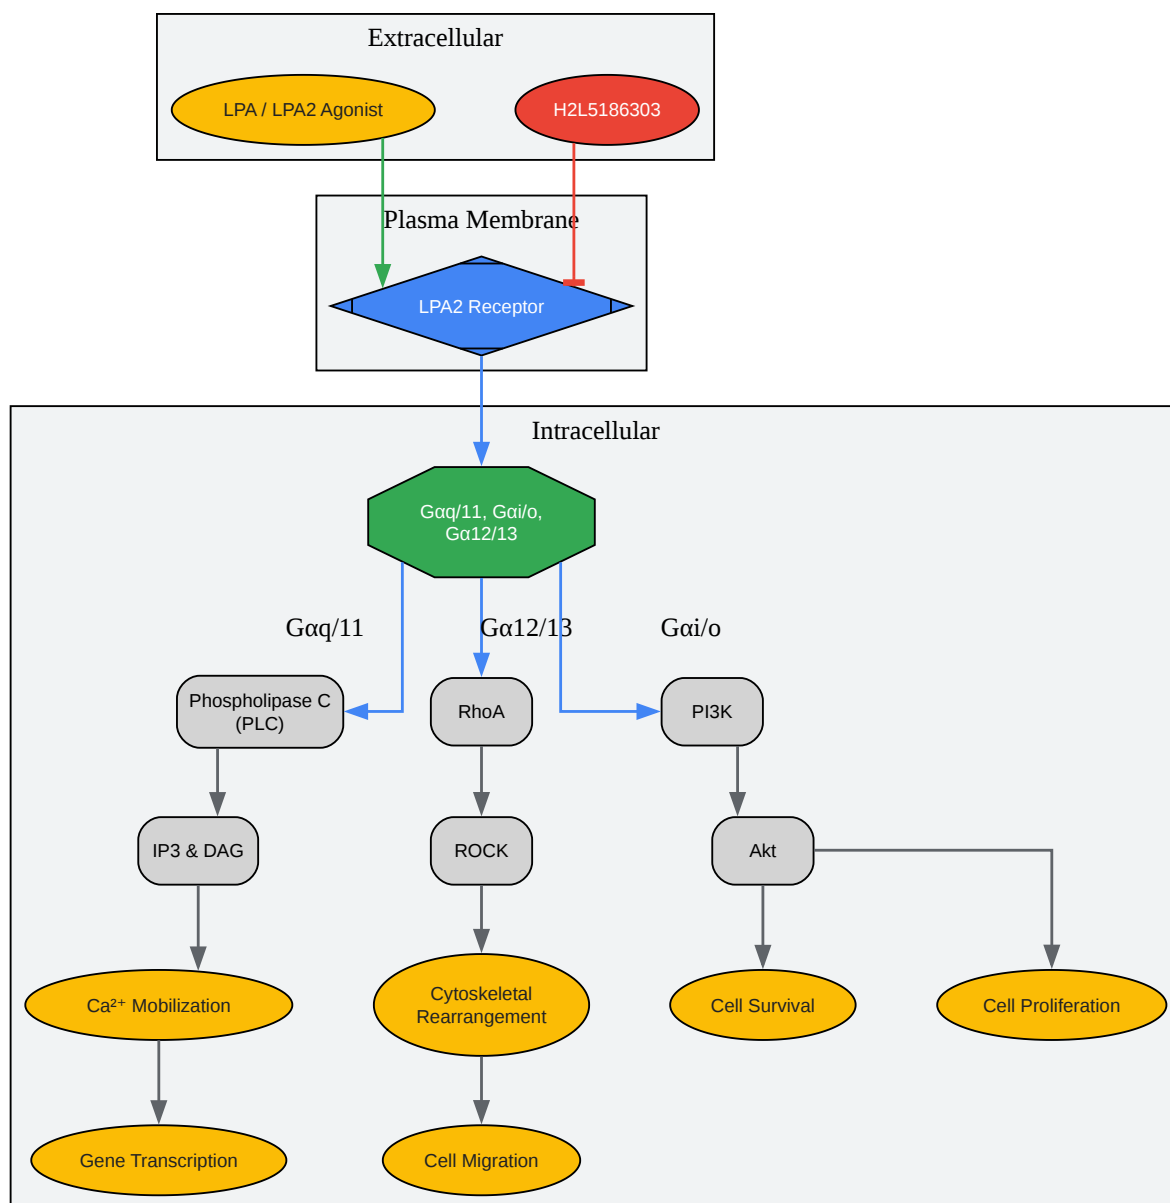 Extracellular
LPA / LPA2 Agonist
H2L5186303
Plasma Membrane
LPA2 Receptor
Intracellular
Gαq/11, Gαi/o,
Gα12/13
Gαq/11
Gα12/13
Gαi/o
Phospholipase C
(PLC)
RhoA
PI3K
IP3 & DAG
ROCK
Akt
Ca²⁺ Mobilization
Cytoskeletal
Rearrangement
Cell Survival
Cell Proliferation
Gene Transcription
Cell Migration